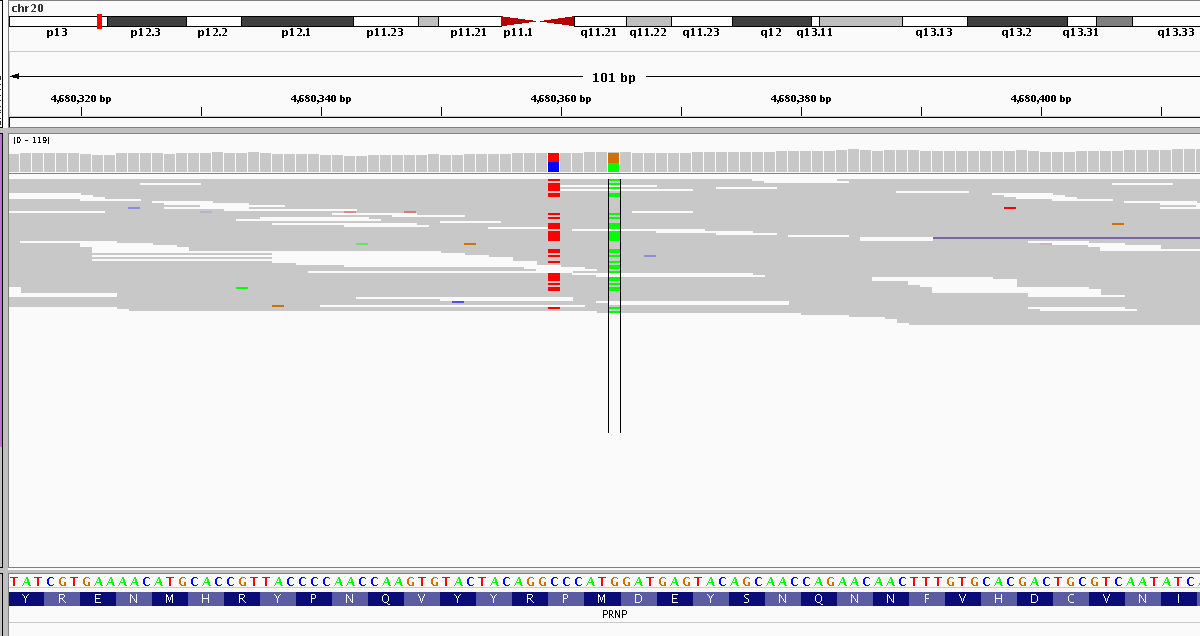 chr20
p13 p12.3 p12.2 p12.1 p11.23 p11.21 p11.1 q11.21 q11.22 q11.23 q12 q13.11 q13.13 q13.2 q13.31 q13.33
101 bp
4,680,320 bp 4,680,340 bp 4,680,360 bp 4,680,380 bp 4,680,400 bp
[0 - 119]
TATCGTGAAAACATGCACCGTTACCCCAACCAAGTGTACTACAGGCCCATGGATGAGTACAGCAACCAGAACAACTTTGTGCACGACTGCGTCAATATC
Y R E N M H R Y P N Q V Y Y R P M D E Y S N Q N N F V H D C V N I
PRNP